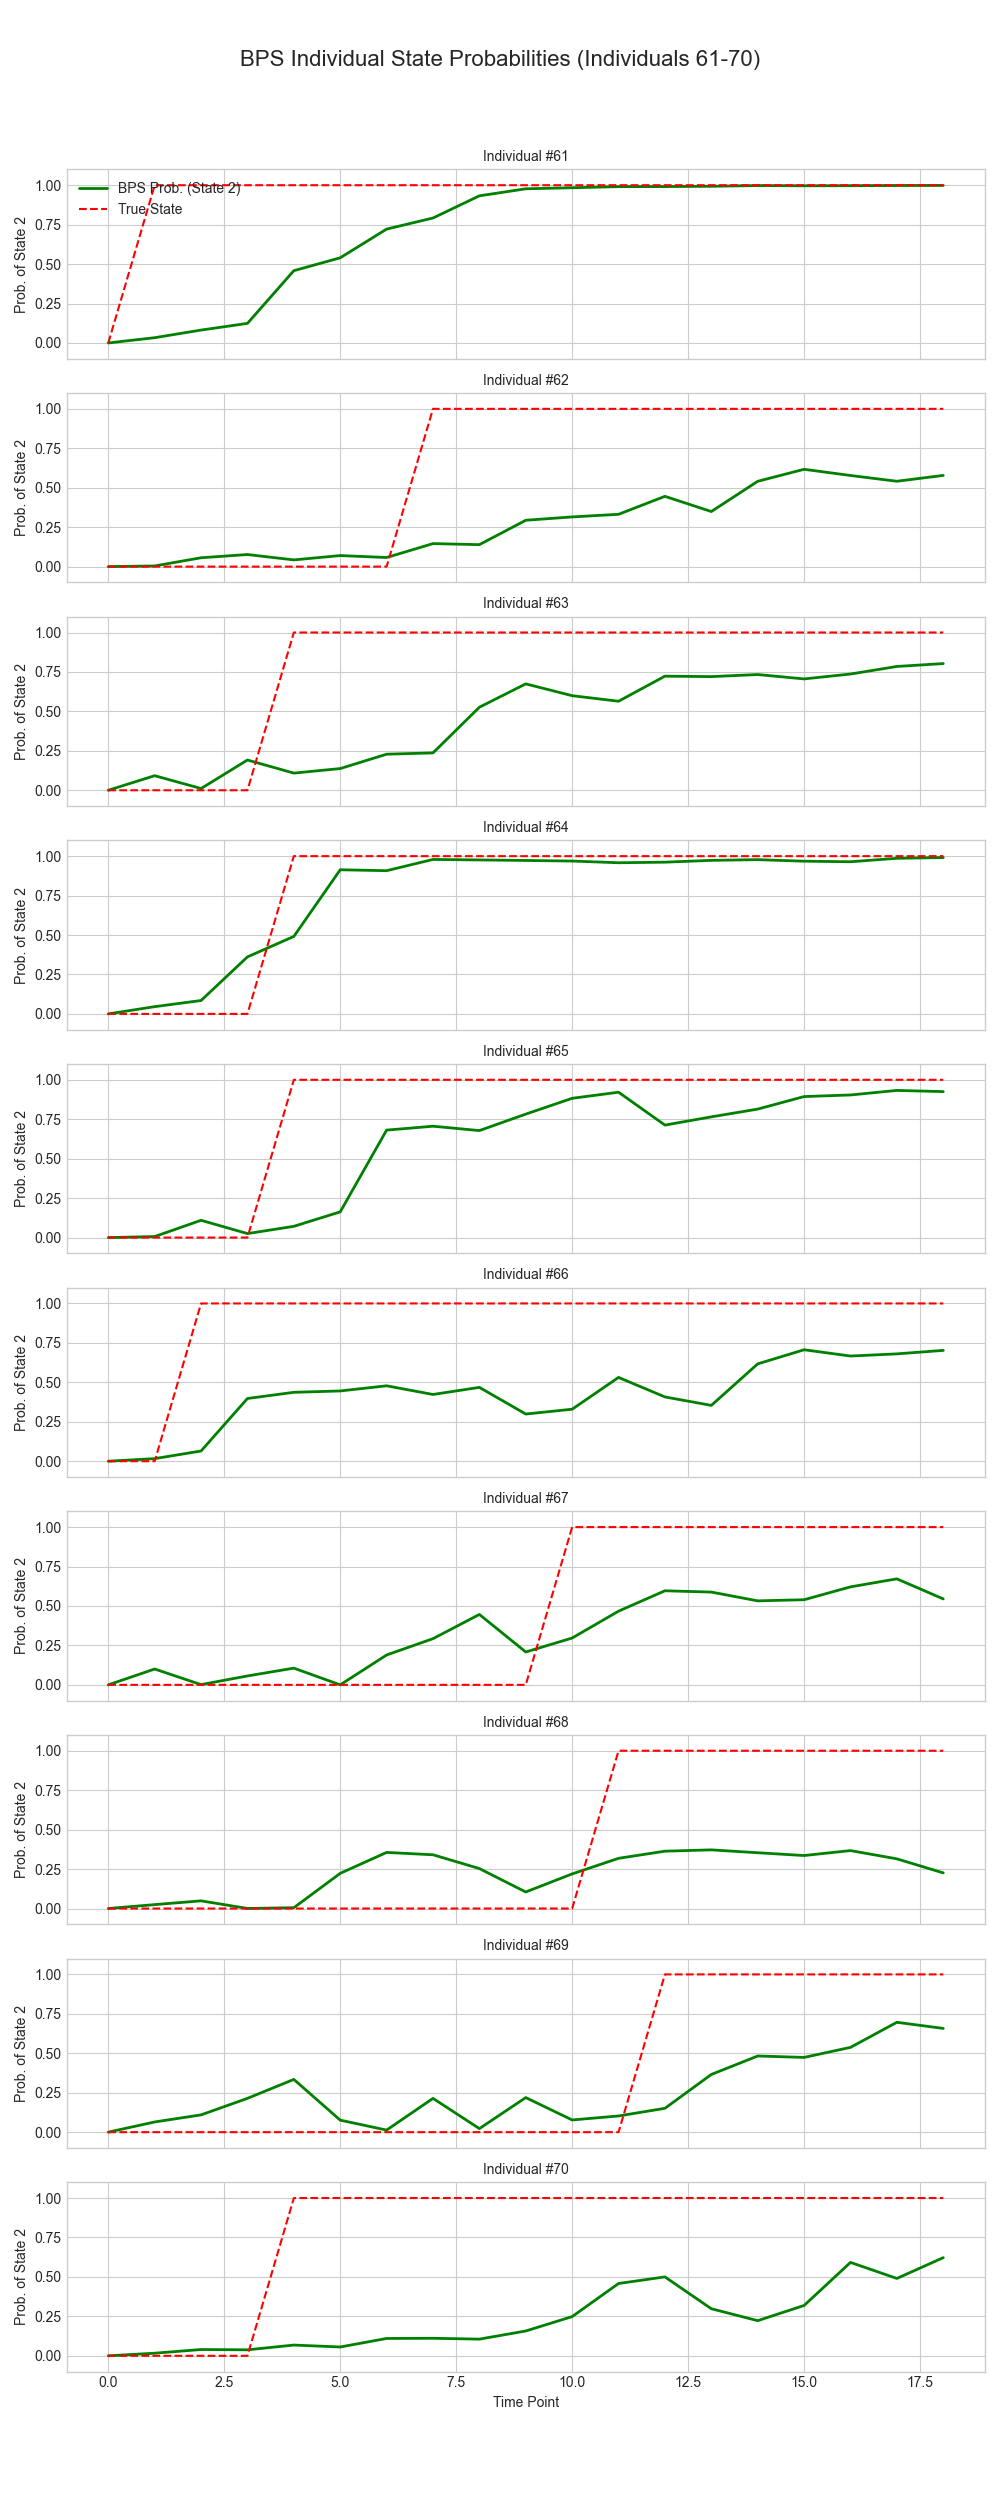 BPS Individual State Probabilities (Individuals 61-70)
Individual #61
BPS Prob. (State 2)
True State
1.00
0.75
0.50
0.25
0.00
Prob. of State 2
Individual #62
1.00
0.75
0.50
0.25
0.00
Prob. of State 2
Individual #63
1.00
0.75
0.50
0.25
0.00
Prob. of State 2
Individual #64
1.00
0.75
0.50
0.25
0.00
Prob. of State 2
Individual #65
1.00
0.75
0.50
0.25
0.00
Prob. of State 2
Individual #66
1.00
0.75
0.50
0.25
0.00
Prob. of State 2
Individual #67
1.00
0.75
0.50
0.25
0.00
Prob. of State 2
Individual #68
1.00
0.75
0.50
0.25
0.00
Prob. of State 2
Individual #69
1.00
0.75
0.50
0.25
0.00
Prob. of State 2
Individual #70
1.00
0.75
0.50
0.25
0.00
Prob. of State 2
0.0 2.5 5.0 7.5 10.0 12.5 15.0 17.5
Time Point